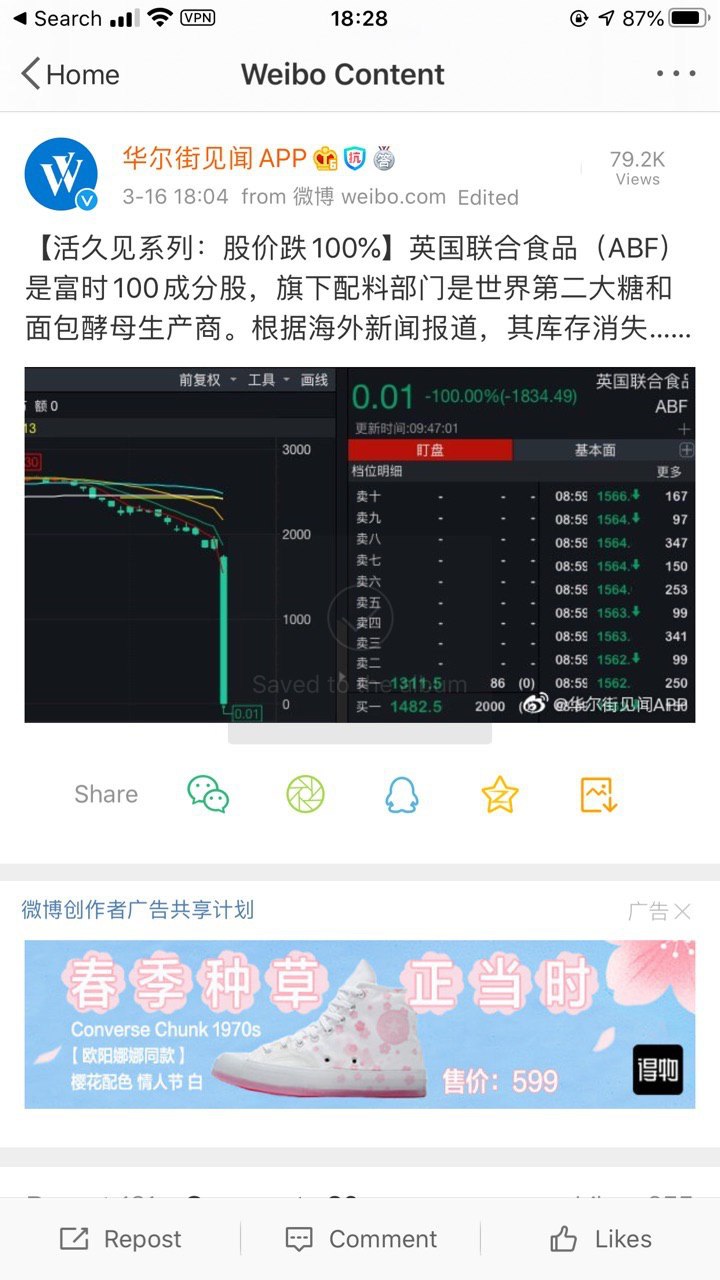 Search VPN 18:28 87%
Home Weibo Content
华尔街见闻APP 抗
79.2K
Views
3-16 18:04 from 微博 weibo.com Edited
【活久见系列：股价跌100%】英国联合食品（ABF）
是富时100成分股，旗下配料部门是世界第二大糖和
面包酵母生产商。根据海外新闻报道，其库存消失......
前复权 工具 画线
额0
13
30
3000
2000
1000
0
0.01
0.01 -100.00%(-1834.49)
英国联合食品
ABF
更新时间:09:47:01
盯盘 基本面
档位明细 更多
卖十 - - - 08:59 1566. 167
卖九 - - - 08:59 1564. 97
卖八 - - - 08:59 1564. 347
卖七 - - - 08:59 1564. 150
卖六 - - - 08:59 1564. 253
卖五 - - - 08:59 1563. 99
卖四 - - - 08:59 1563. 341
卖三 - - - 08:59 1562. 99
卖二 - - - 08:59 1562. 250
卖一 1311.5 86 (0)
买一 1482.5 2000
@华尔街见闻APP
Saved to the album
Share
微博创作者广告共享计划 广告
春季种草 正当时
Converse Chunk 1970s
【欧阳娜娜同款】
樱花配色 情人节 白
售价：599
得物
Repost Comment Likes